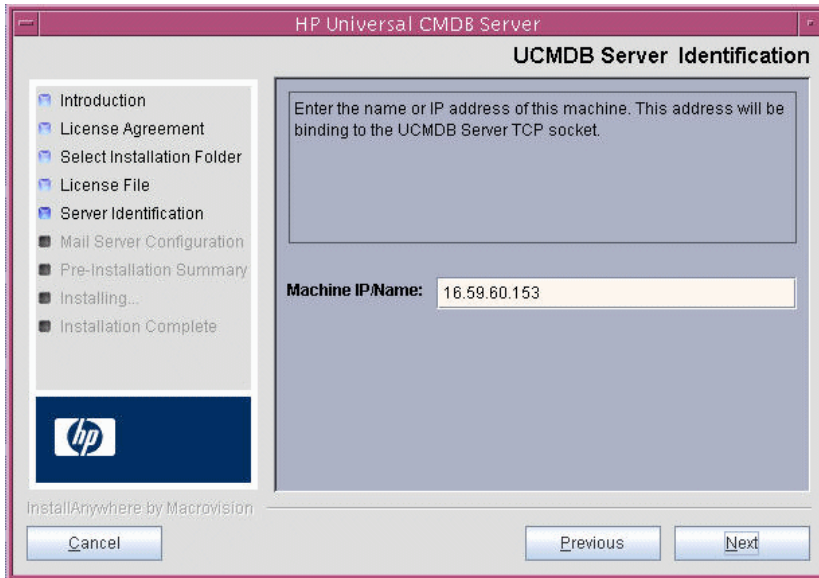 HP Universal CMDB Server
UCMDB Server Identification
Introduction
License Agreement
Select Installation Folder
License File
Server Identification
Mail Server Configuration
Pre-Installation Summary
Installing...
Installation Complete
Enter the name or IP address of this machine. This address will be
binding to the UCMDB Server TCP socket.
Machine IP/Name: 16.59.60.153
hp
InstallAnywhere by Macrovision
Cancel Previous Next